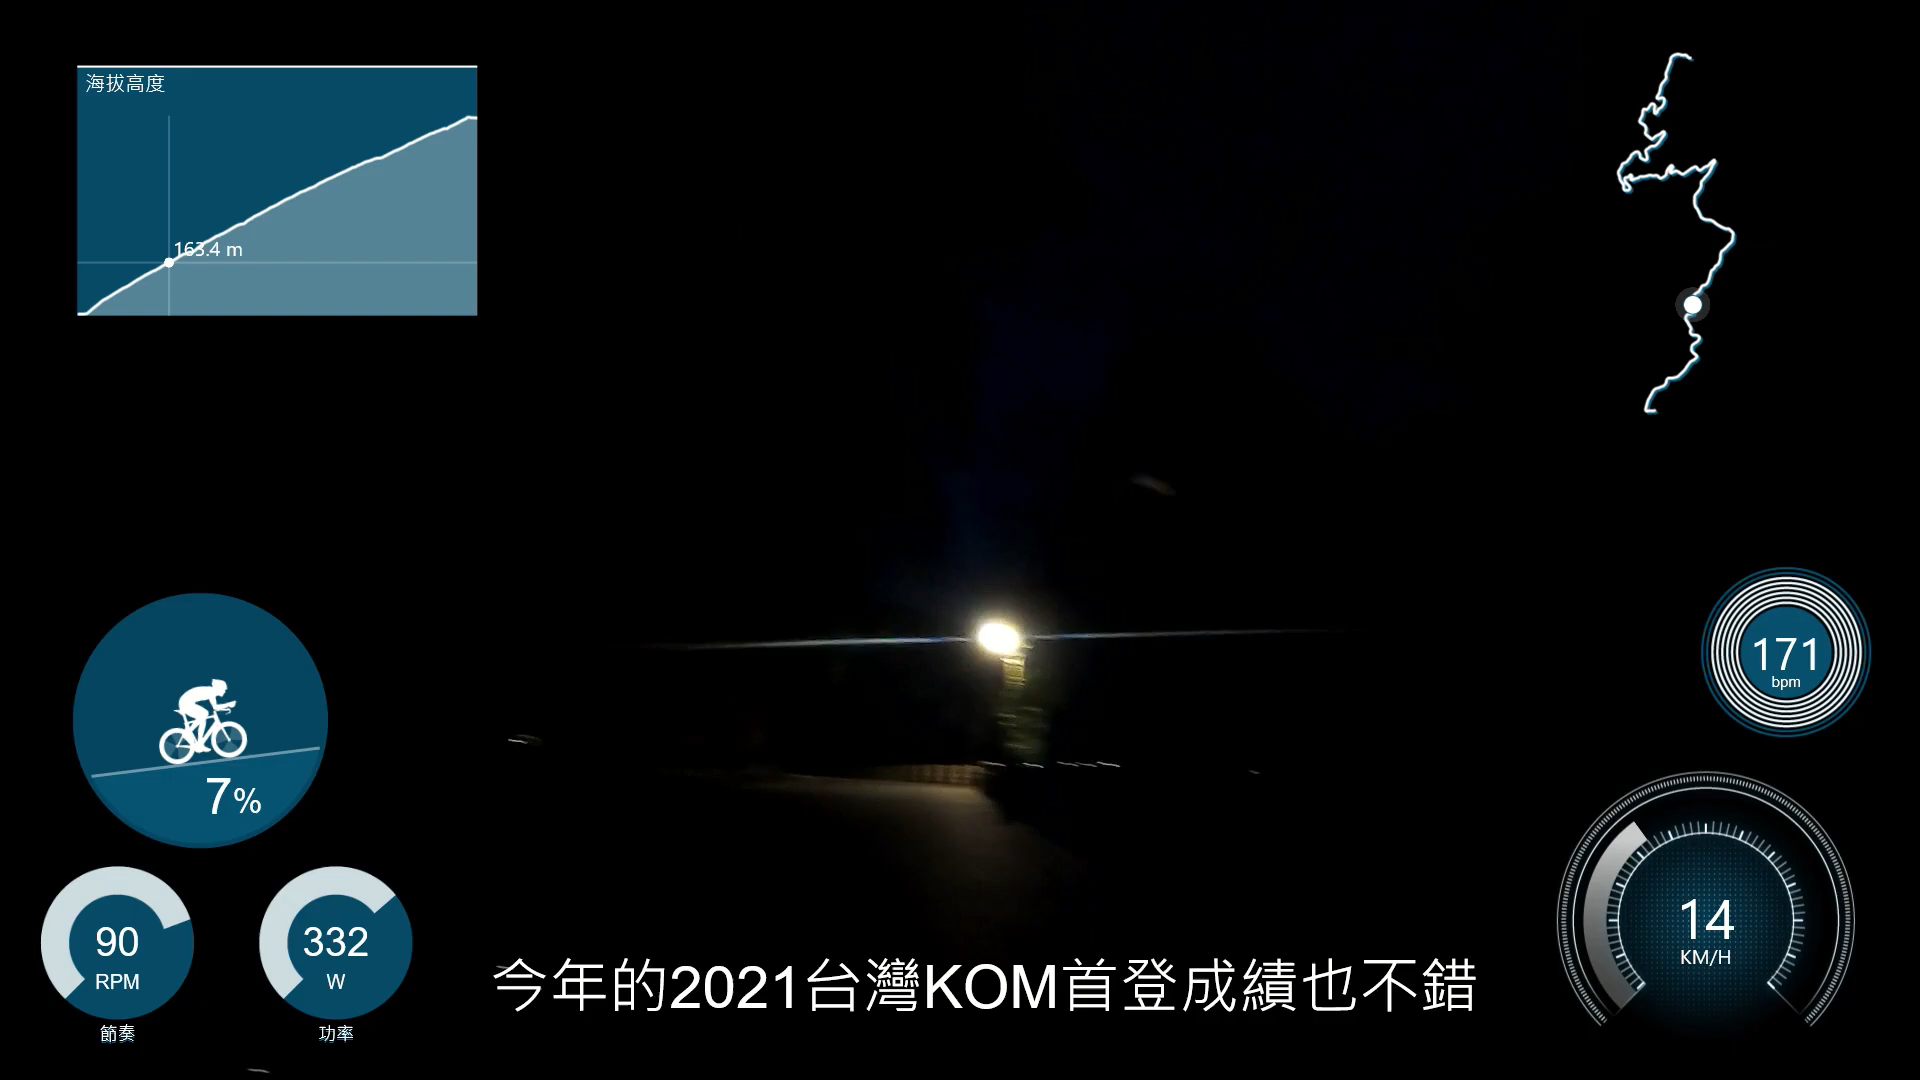 海拔高度
163.4 m
171
bpm
7%
90
RPM
節奏
332
W
功率
14
KM/H
今年的2021台灣KOM首登成績也不錯